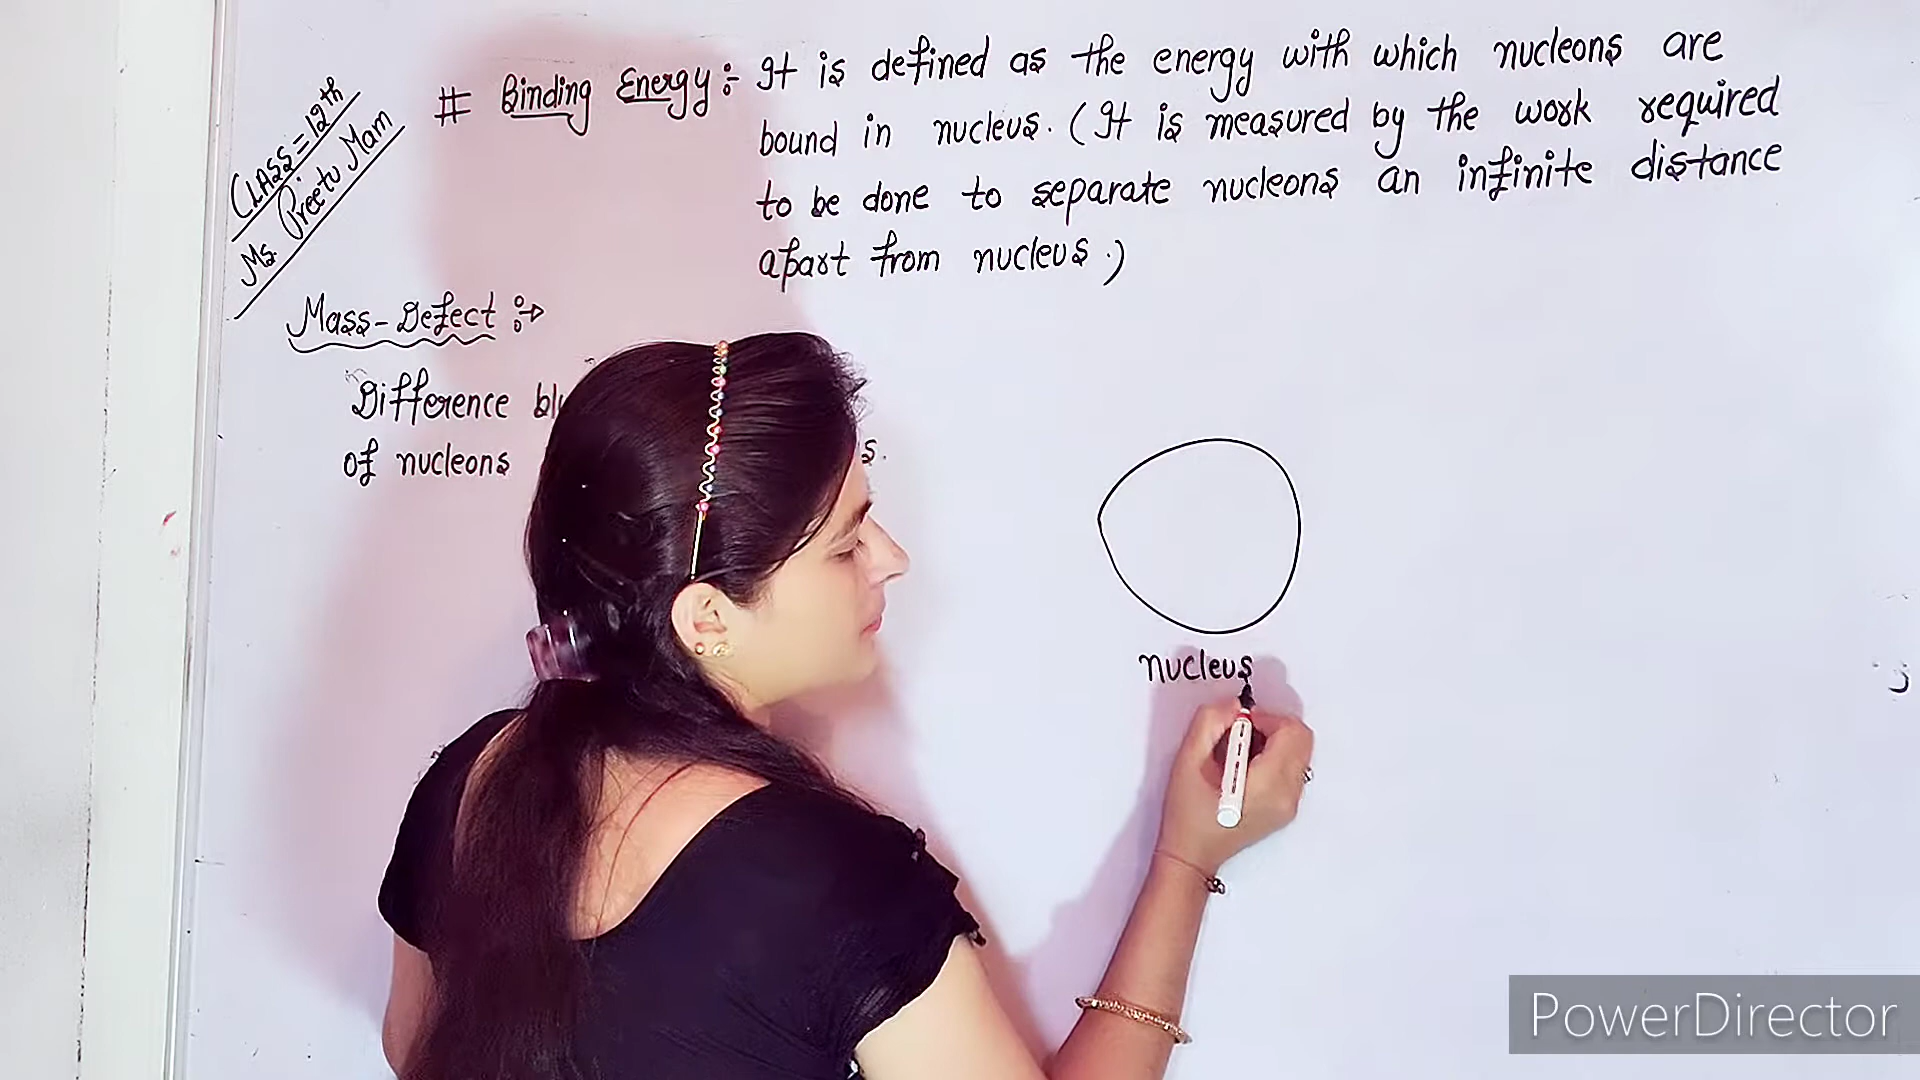 CLASS = 12th
Ms. Preetu Mam
# Binding Energy :- It is defined as the energy with which nucleons are
bound in nucleus. (It is measured by the work required
to be done to separate nucleons an infinite distance
apart from nucleus.)
Mass-Defect :→
Difference
of nucleons
nucleus
PowerDirector